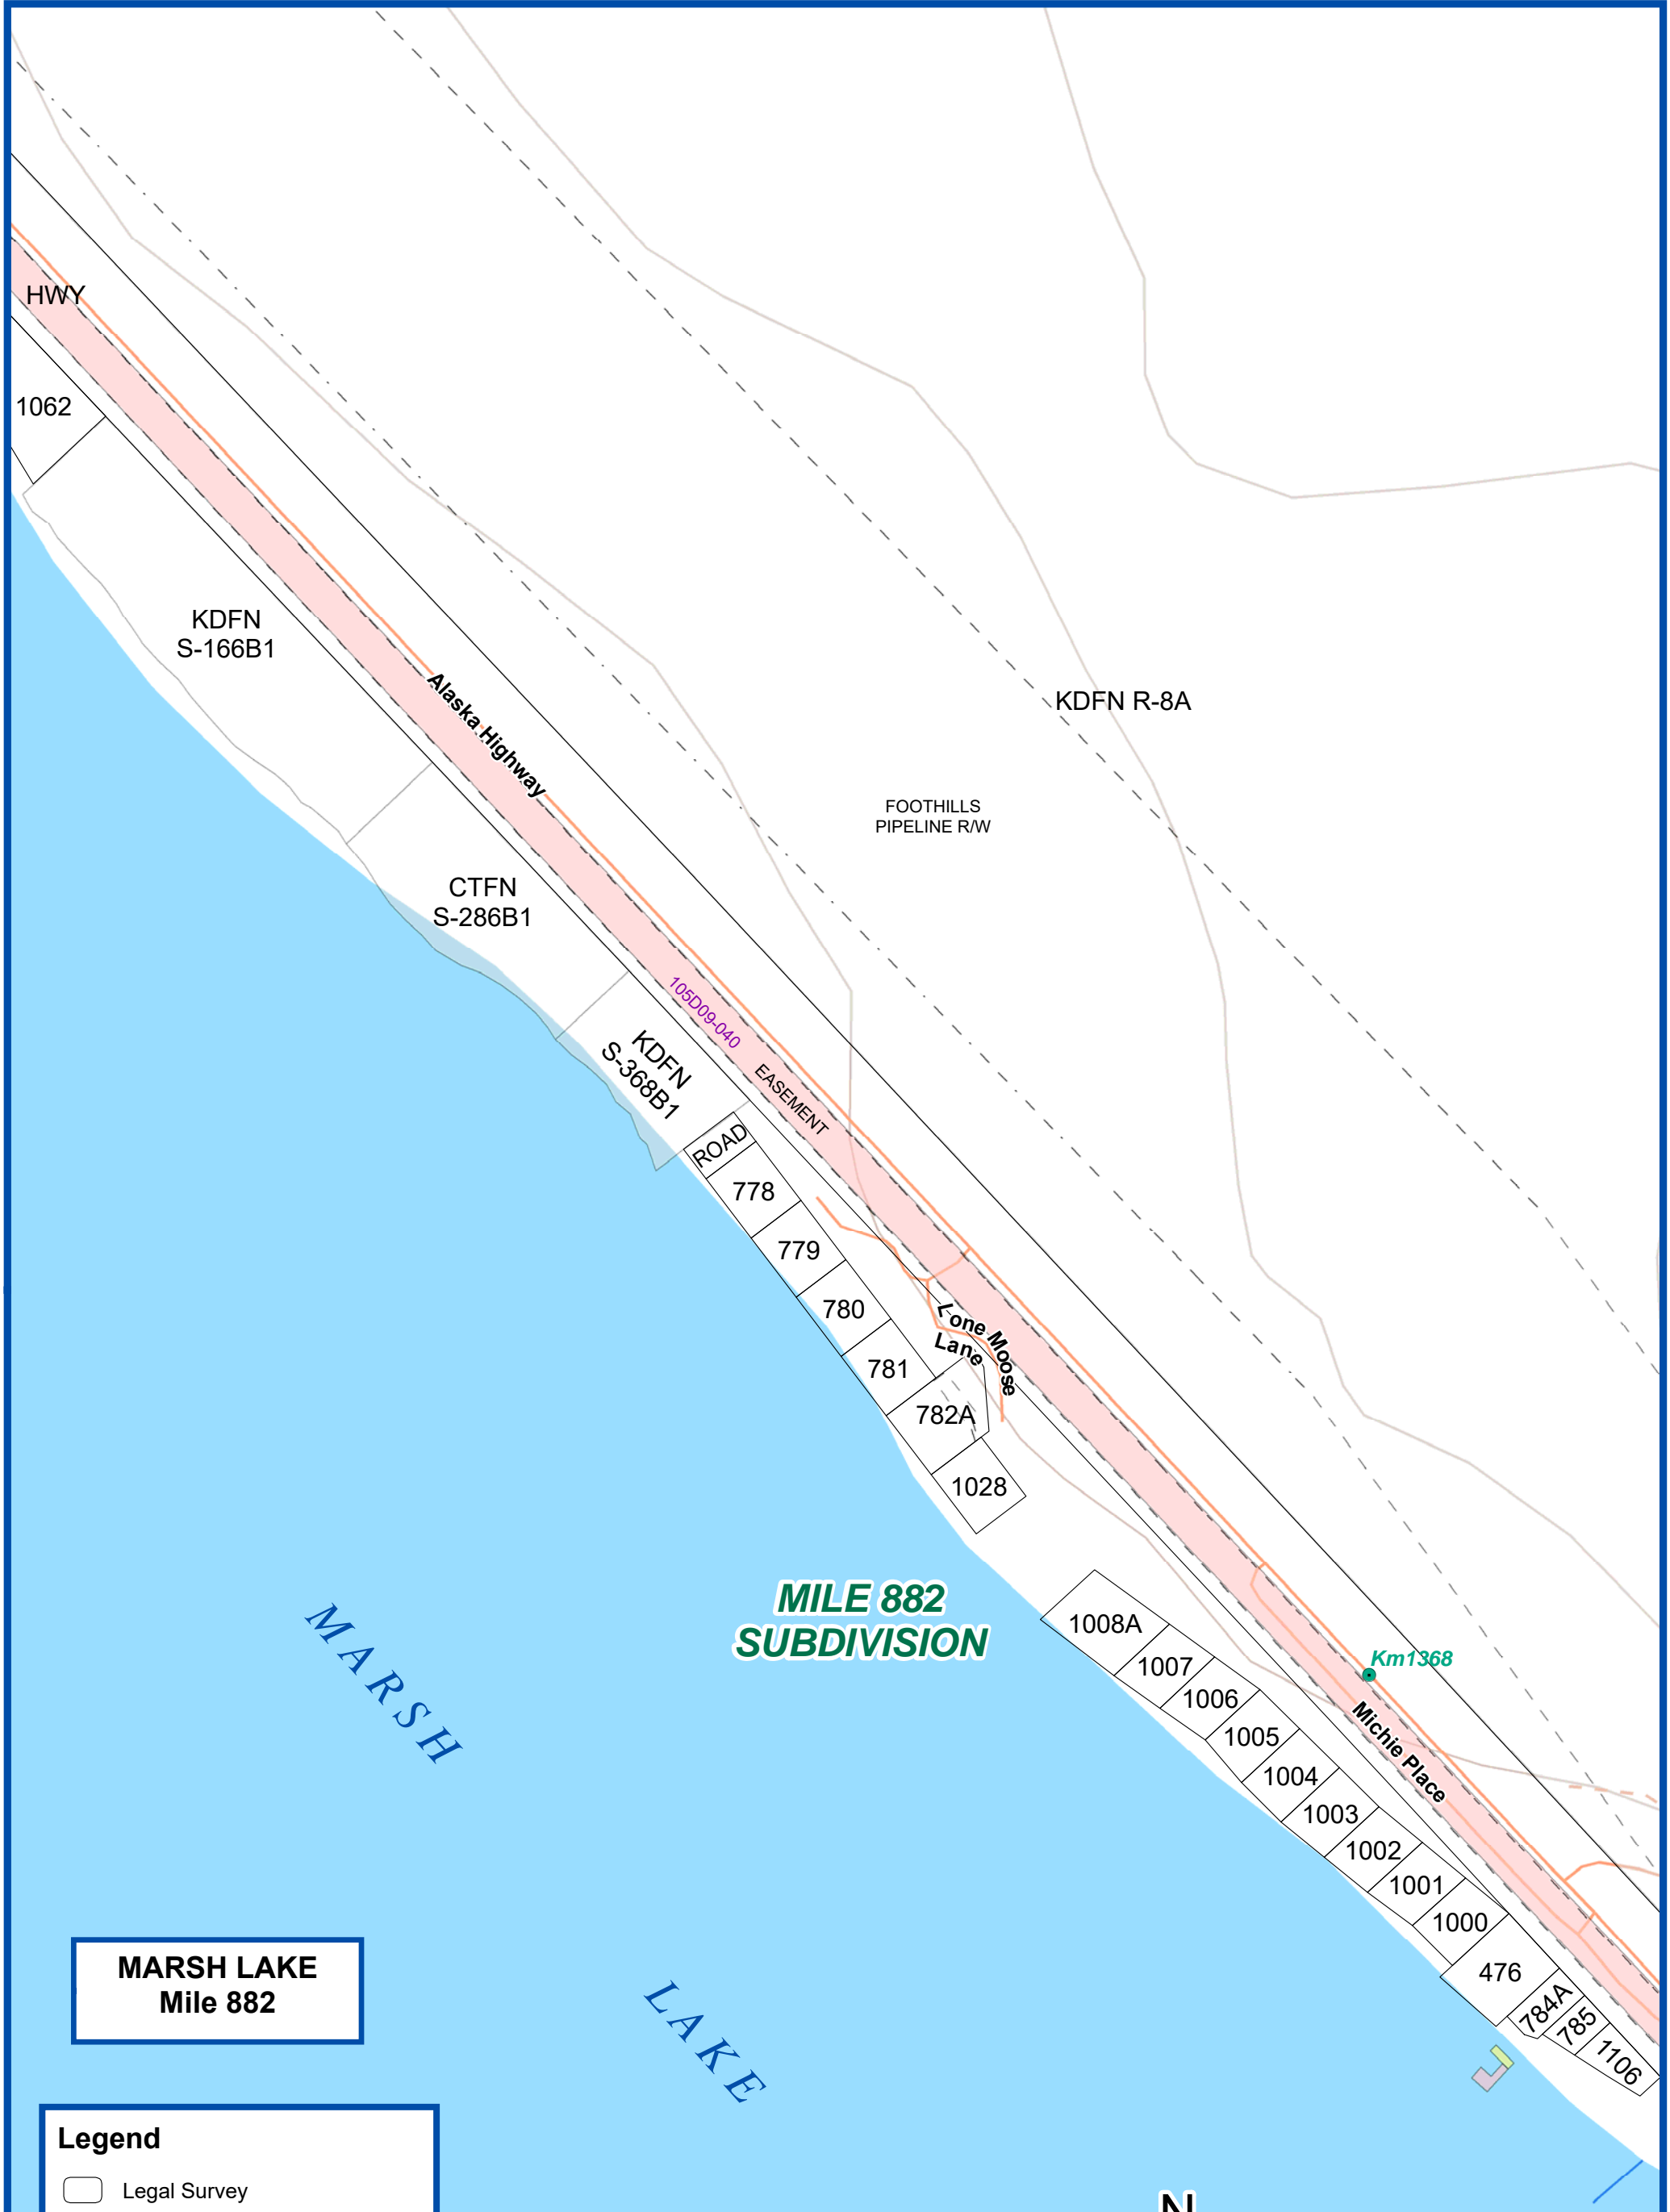 HWY
1062
KDFN
S-166B1
Alaska Highway
KDFN R-8A
FOOTHILLS
PIPELINE R/W
CTFN
S-286B1
105D09-040
KDFN
S-368B1
EASEMENT
ROAD
778
779
780
781
782A
1028
Lone Moose
Lane
MILE 882
SUBDIVISION
1008A
1007
1006
1005
1004
1003
1002
1001
1000
476
784A
785
1106
Km1368
Michie Place
MARSH
LAKE
MARSH LAKE
Mile 882
Legend
Legal Survey
N